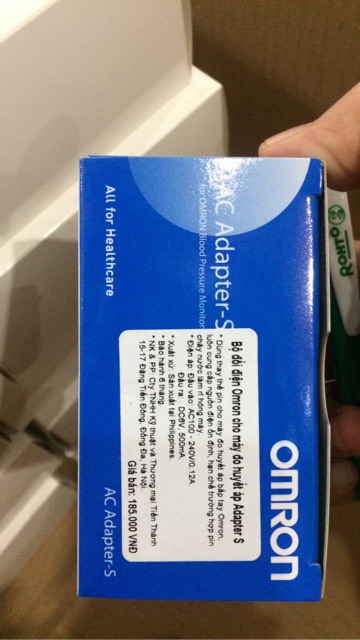 OMRON
AC Adapter-S
for OMRON Blood Pressure Monitor
All for Healthcare
Bộ đổi điện Omron cho máy đo huyết áp Adapter S
* Dùng thay thế pin cho máy đo huyết áp bắp tay Omron,
luôn cung cấp nguồn điện ổn định, hạn chế trường hợp pin
chảy nước làm rỉ hỏng máy.
* Điện áp: Đầu vào: AC100 - 240V/0.12A
Đầu ra: DC6V, 500mA
* Xuất xứ: Sản xuất tại Philippines.
* Bảo hành 6 tháng.
* NK & PP: Cty TNHH Kỹ thuật và Thương mại Tiến Thành
15-17 Đặng Tiến Đông, Đống Đa, Hà Nội.
Giá bán: 185.000 VNĐ
AC Adapter-S
ROHTO